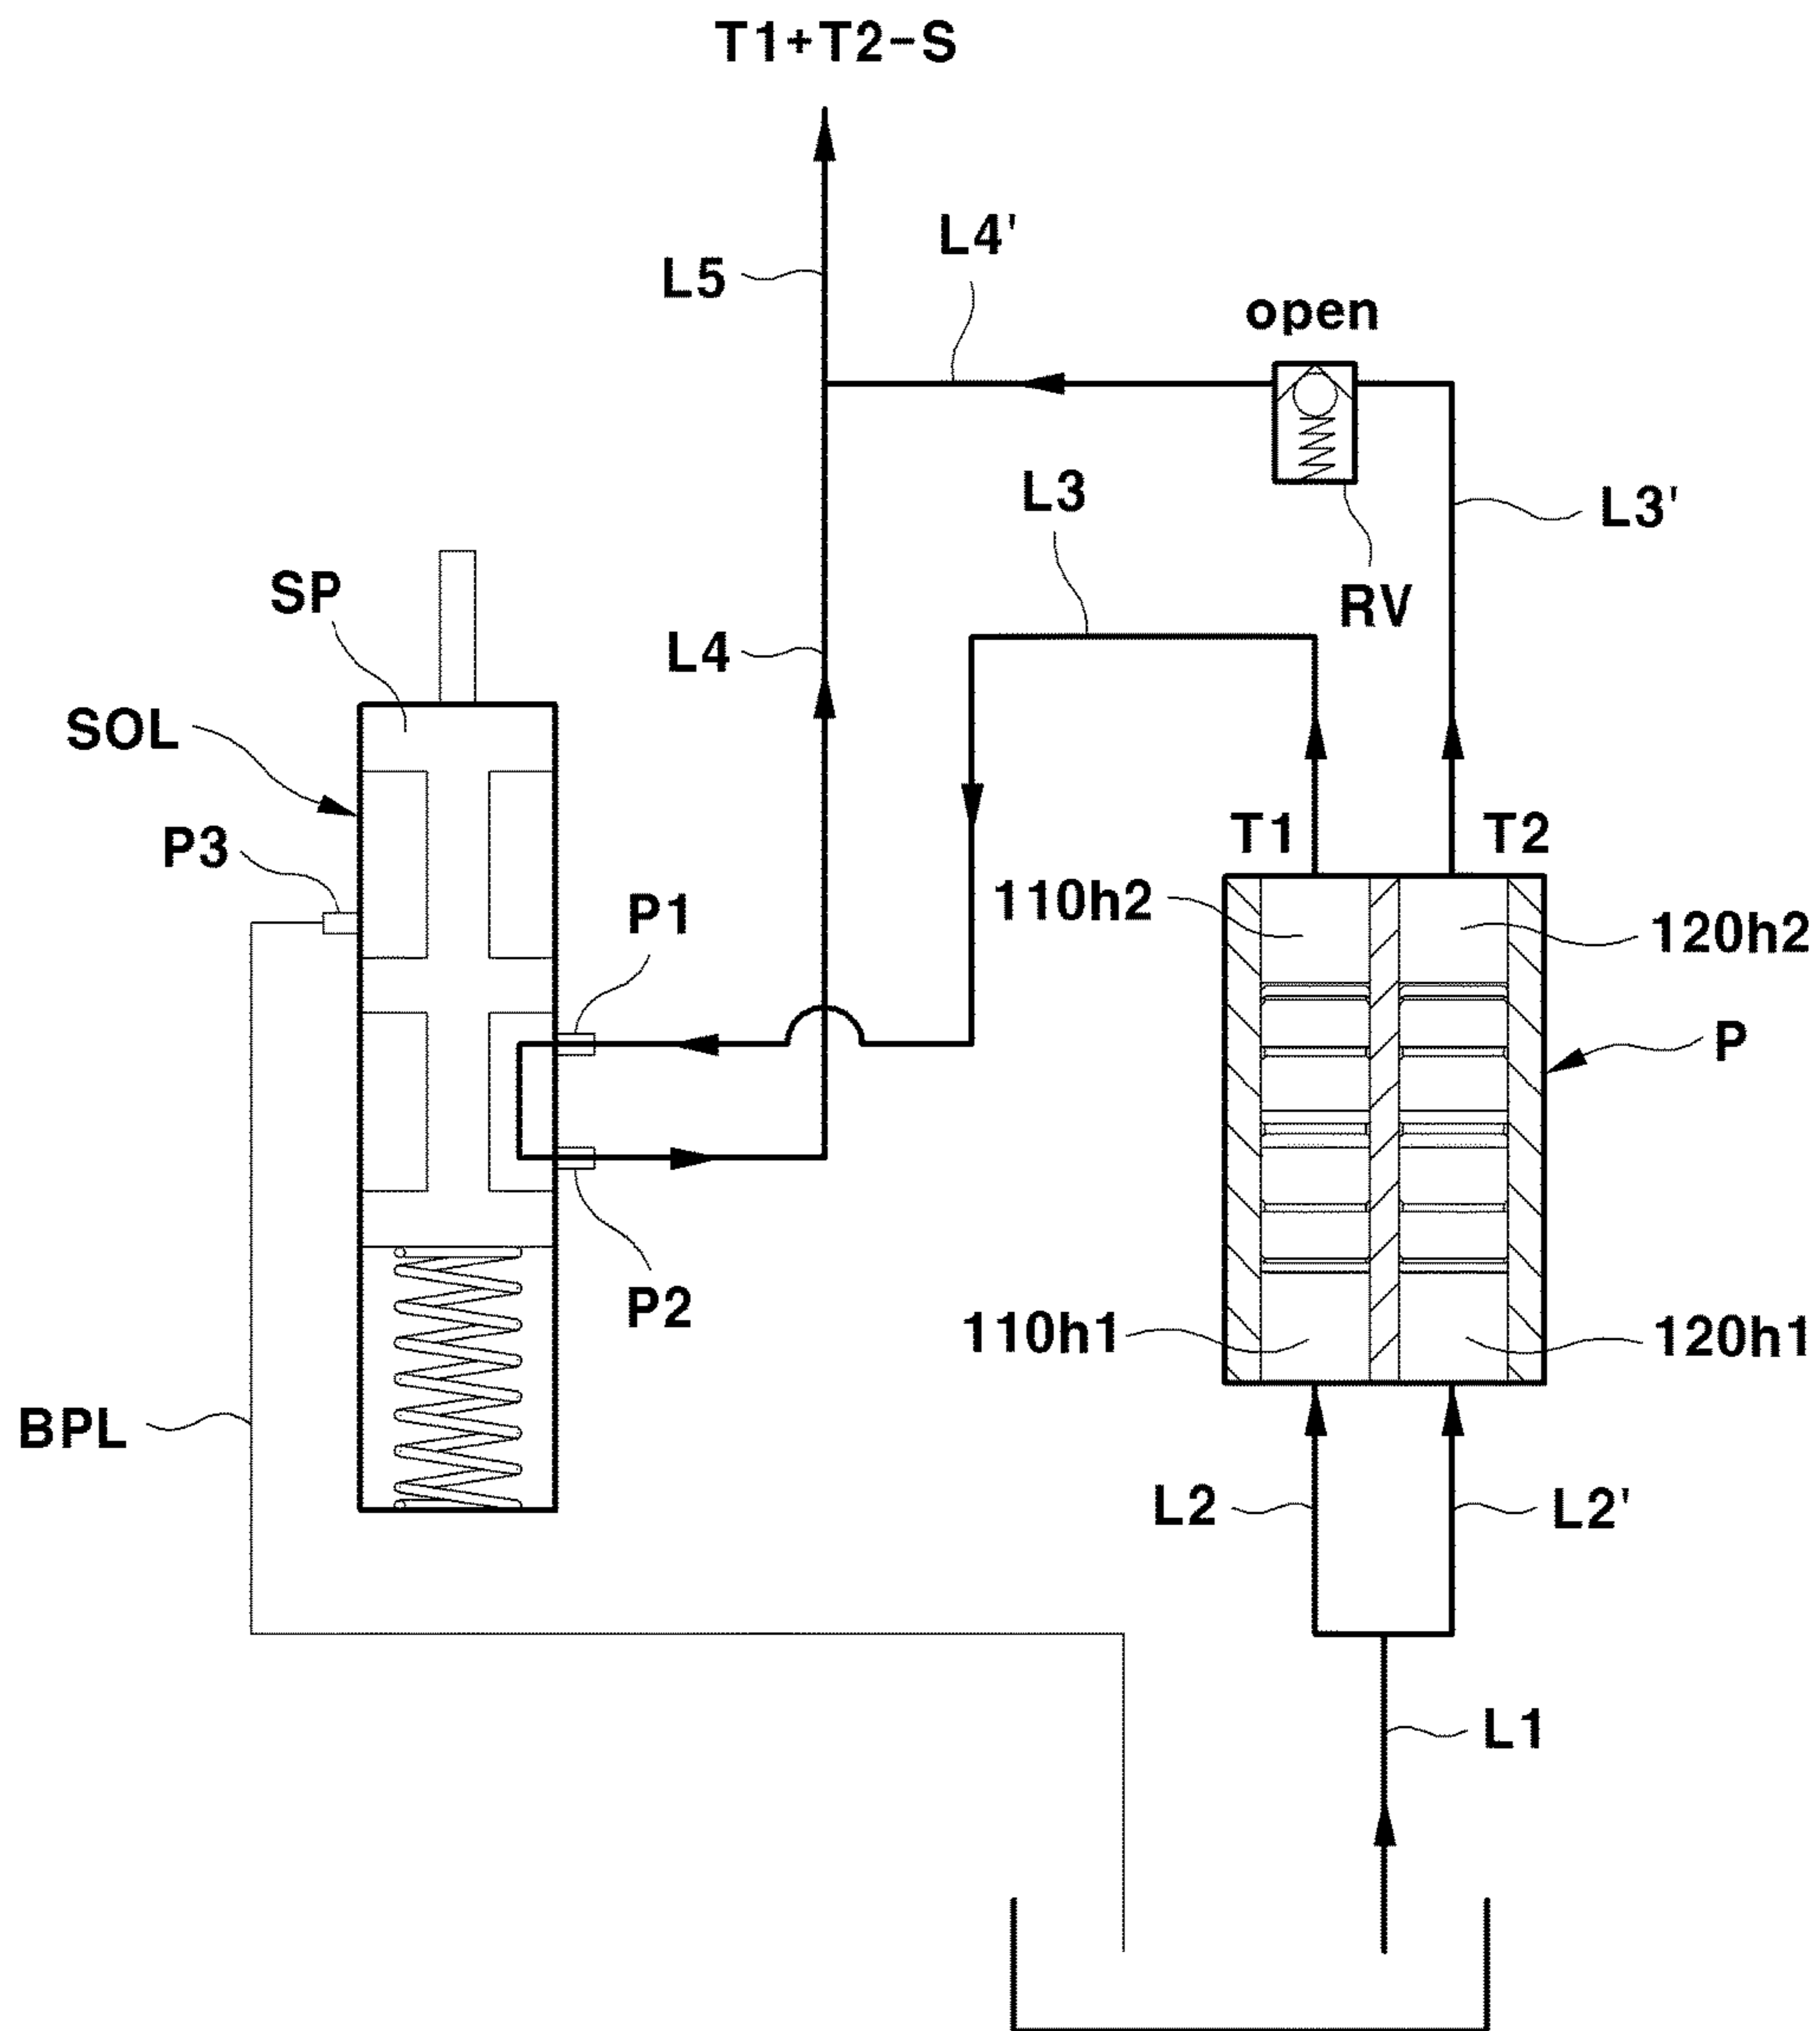 T1+T2-S
L4'
L5
open
L3
L3'
SP
RV
L4
SOL
T1
T2
P3
110h2
P1
120h2
P
P2
110h1
120h1
BPL
L2
L2'
L1